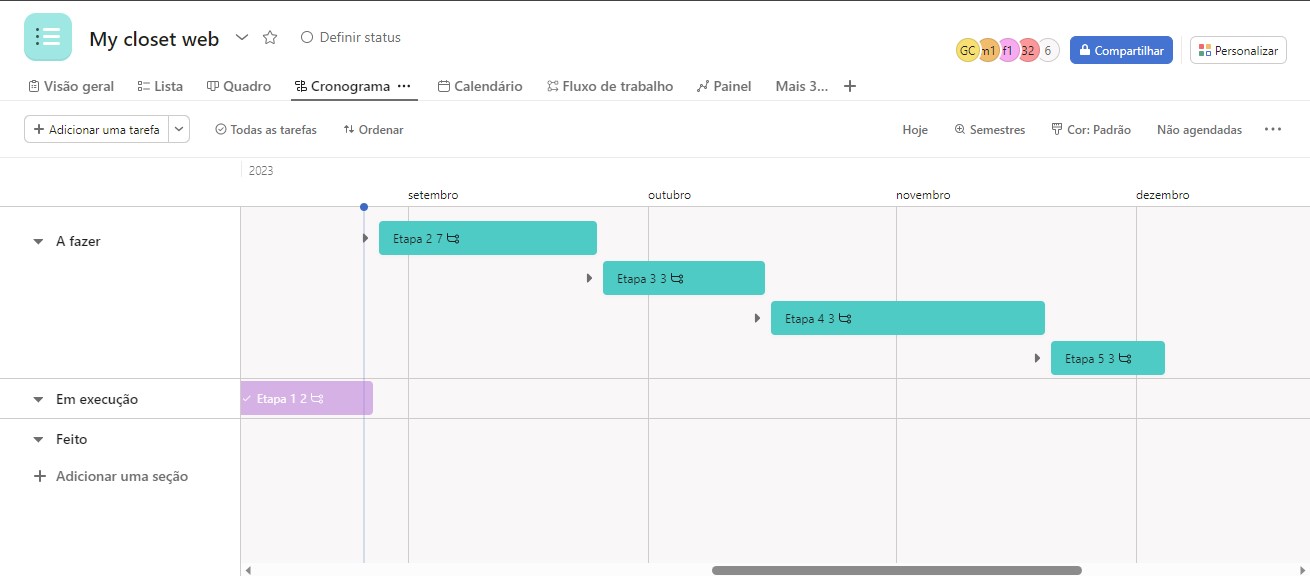 My closet web
Definir status
GC m1 f1 32 6
Compartilhar
Personalizar
Visão geral
Lista
Quadro
Cronograma
Calendário
Fluxo de trabalho
Painel
Mais 3...
Adicionar uma tarefa
Todas as tarefas
Ordenar
Hoje
Semestres
Cor: Padrão
Não agendadas
2023
setembro outubro novembro dezembro
A fazer
Etapa 2 7
Etapa 3 3
Etapa 4 3
Etapa 5 3
Em execução
Etapa 1 2
Feito
Adicionar uma seção